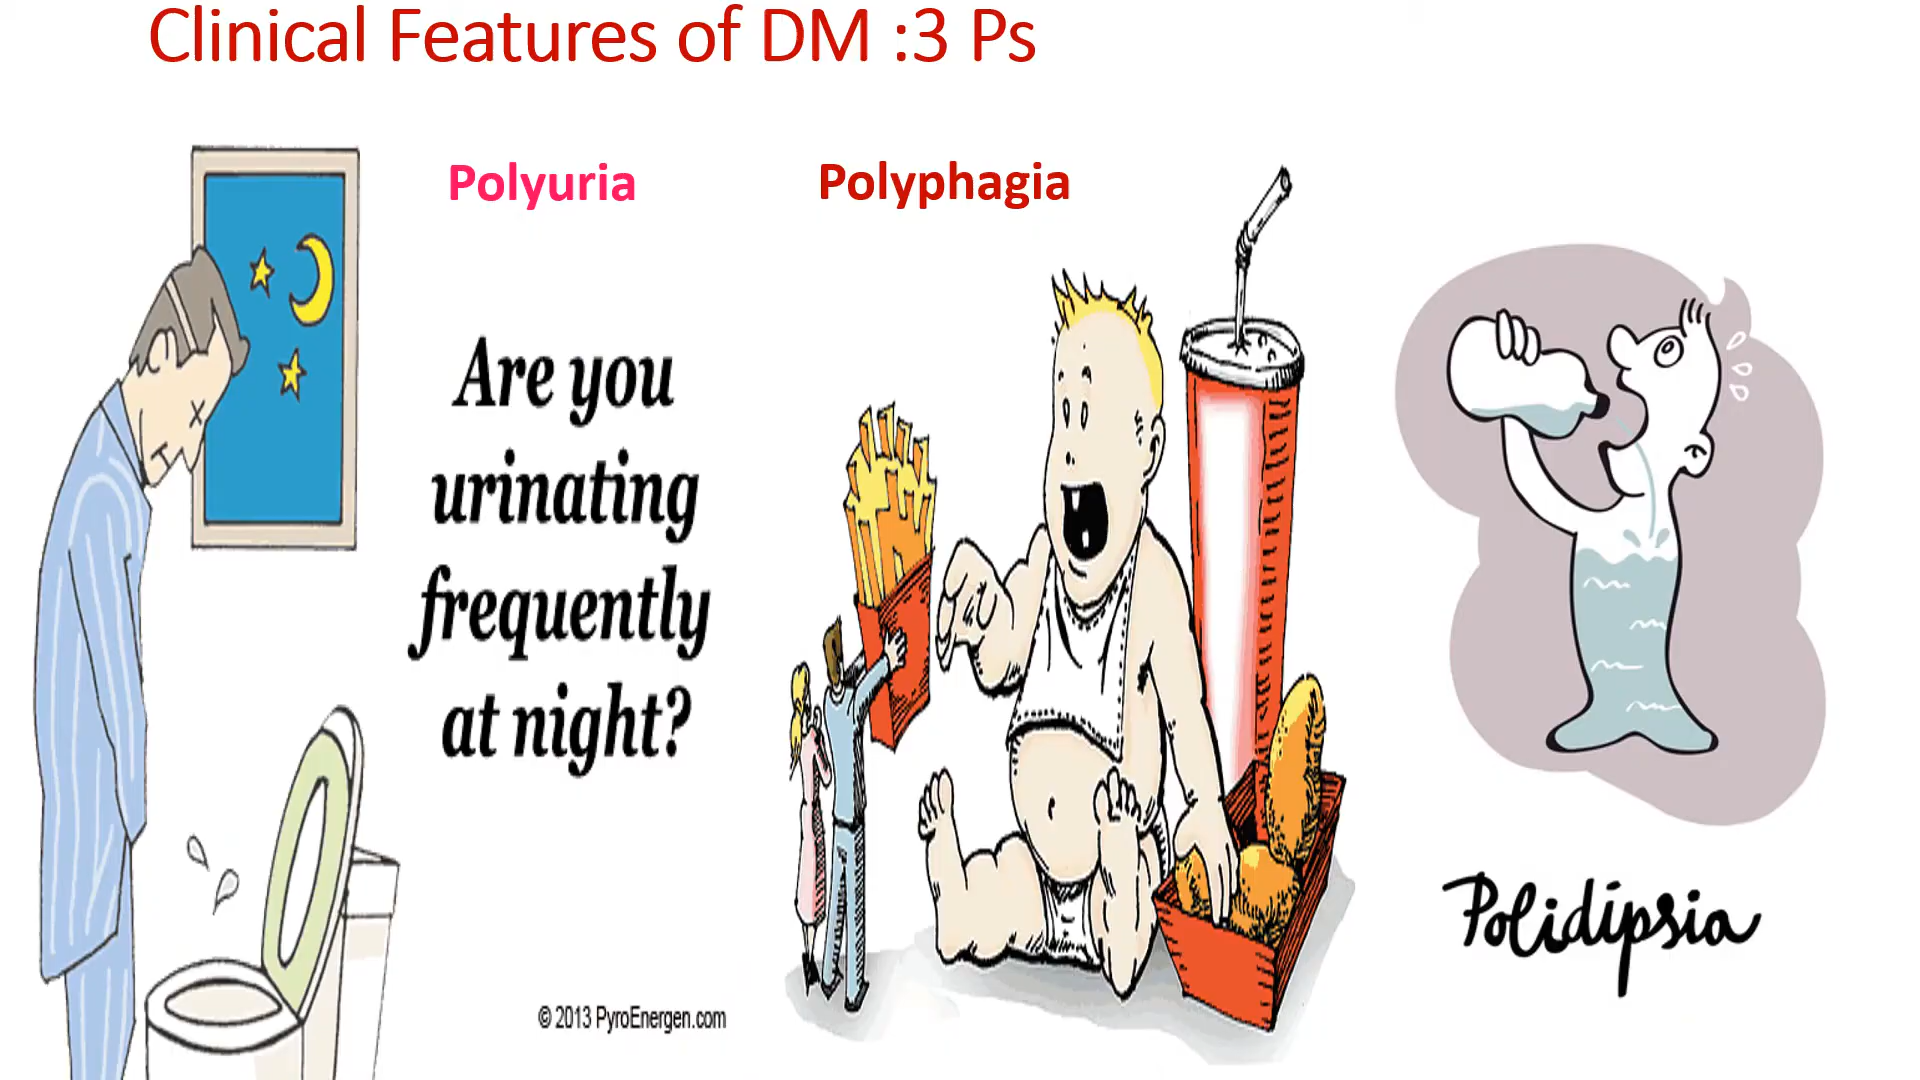 Clinical Features of DM :3 Ps
Polyuria
Are you
urinating
frequently
at night?
© 2013 PyroEnergen.com
Polyphagia
Polidipsia